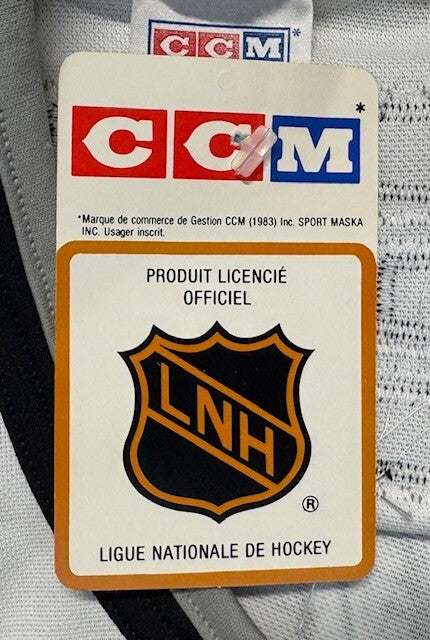 CCM*
CCM*
*Marque de commerce de Gestion CCM (1983) Inc. SPORT MASKA
INC. Usager inscrit.
PRODUIT LICENCIÉ
OFFICIEL
LNH
®
LIGUE NATIONALE DE HOCKEY